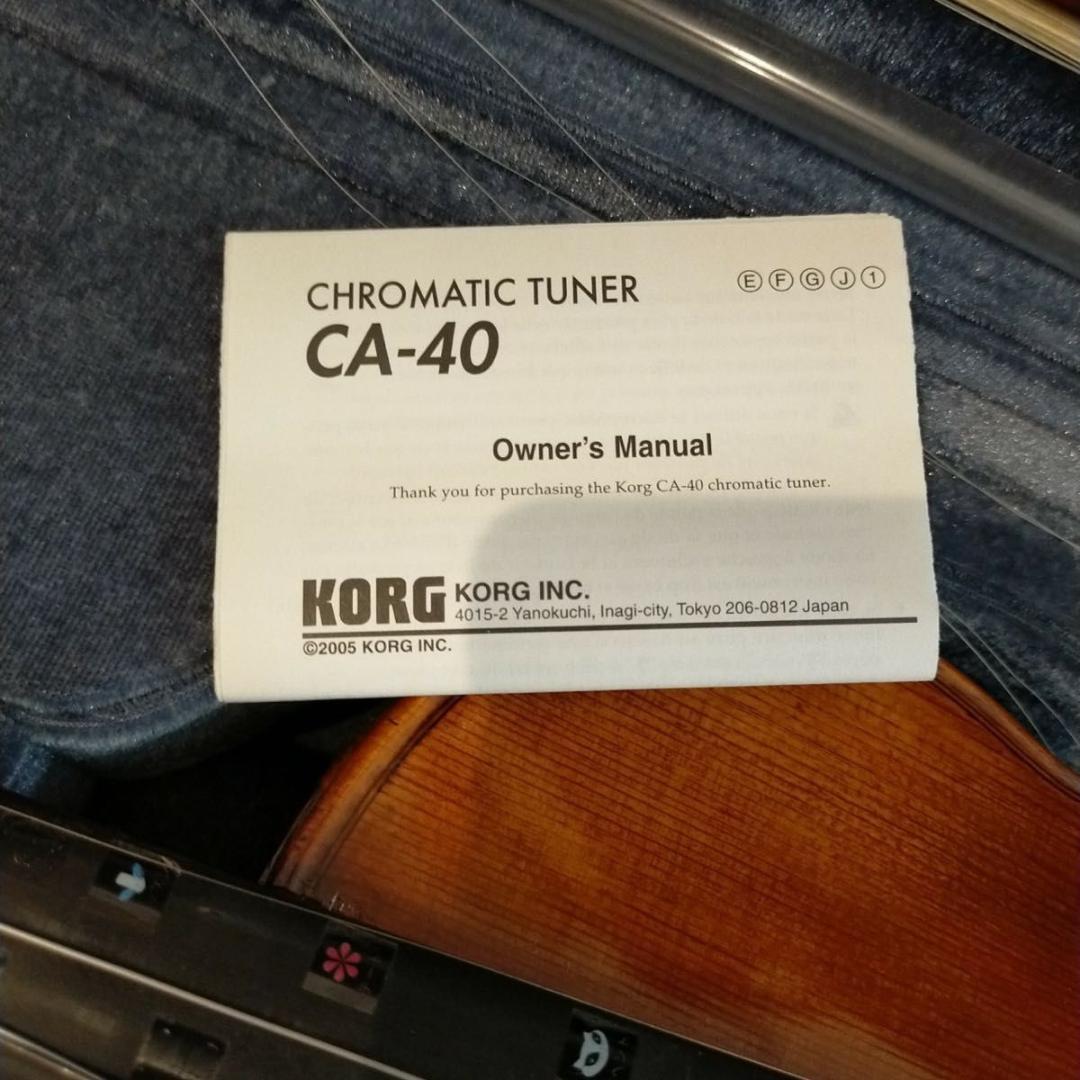 CHROMATIC TUNER
Ⓔ Ⓕ Ⓖ Ⓙ ①
CA-40
Owner's Manual
Thank you for purchasing the Korg CA-40 chromatic tuner.
KORG KORG INC.
4015-2 Yanokuchi, Inagi-city, Tokyo 206-0812 Japan
©2005 KORG INC.